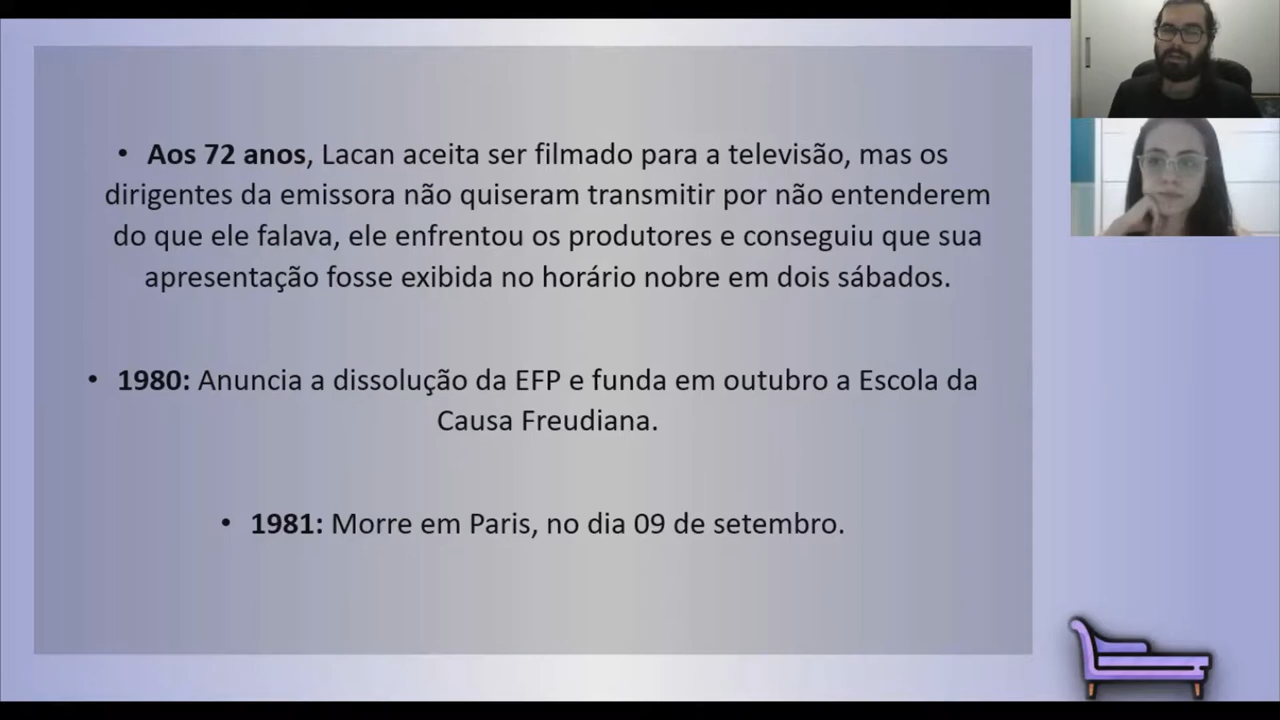 • Aos 72 anos, Lacan aceita ser filmado para a televisão, mas os
dirigentes da emissora não quiseram transmitir por não entenderem
do que ele falava, ele enfrentou os produtores e conseguiu que sua
apresentação fosse exibida no horário nobre em dois sábados.
• 1980: Anuncia a dissolução da EFP e funda em outubro a Escola da
Causa Freudiana.
• 1981: Morre em Paris, no dia 09 de setembro.